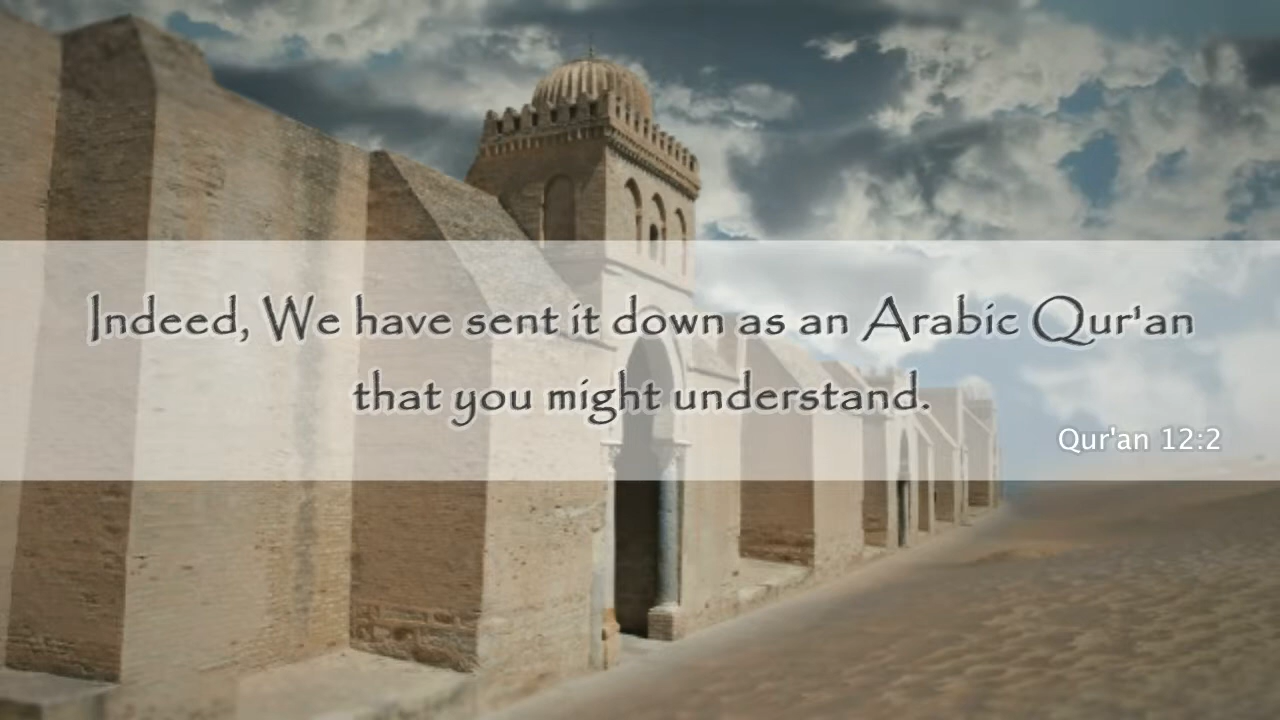 Indeed, We have sent it down as an Arabic Qur'an
that you might understand.
Qur'an 12:2